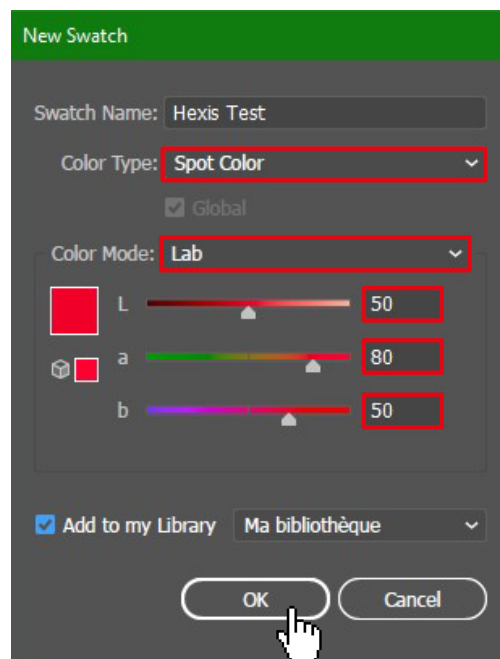 New Swatch
Swatch Name: Hexis Test
Color Type: Spot Color
Global
Color Mode: Lab
L 50
a 80
b 50
Add to my Library Ma bibliothèque
OK Cancel